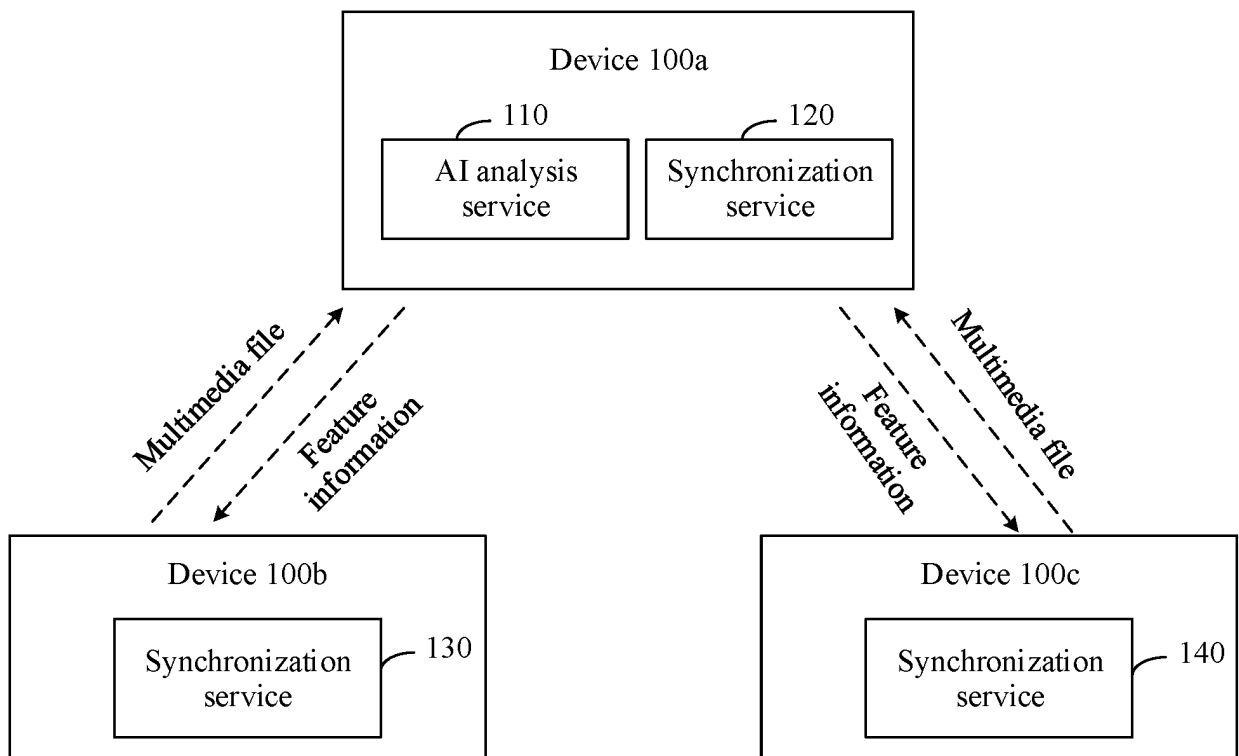 Device 100a
110
120
AI analysis
service
Synchronization
service
Multimedia file
Feature
information
Feature
information
Multimedia file
Device 100b
Synchronization
service
130
Device 100c
Synchronization
service
140